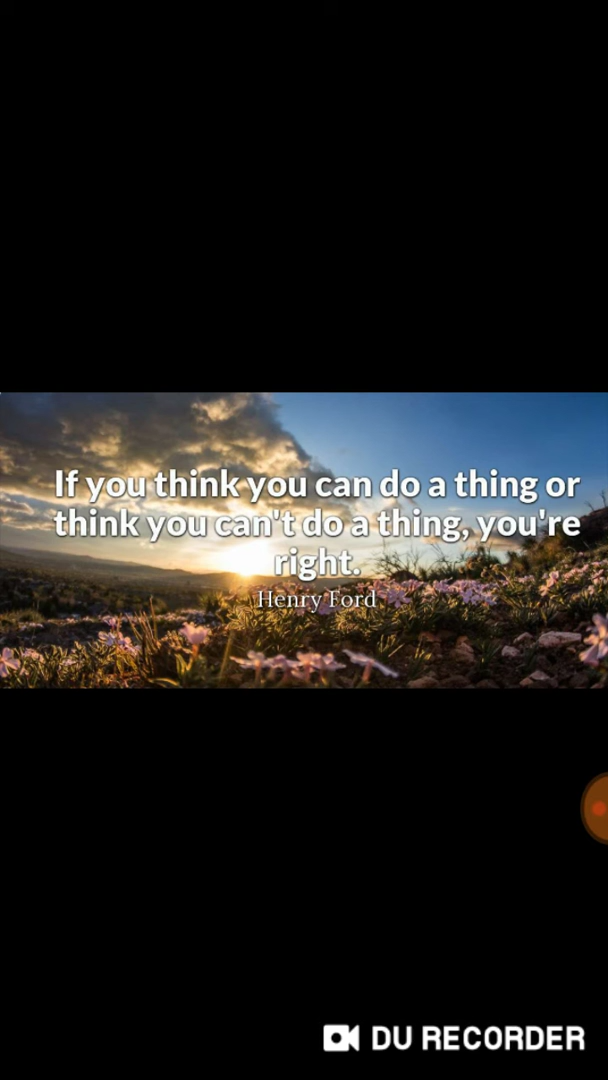 If you think you can do a thing or
think you can't do a thing, you're
right.
Henry Ford
DU RECORDER